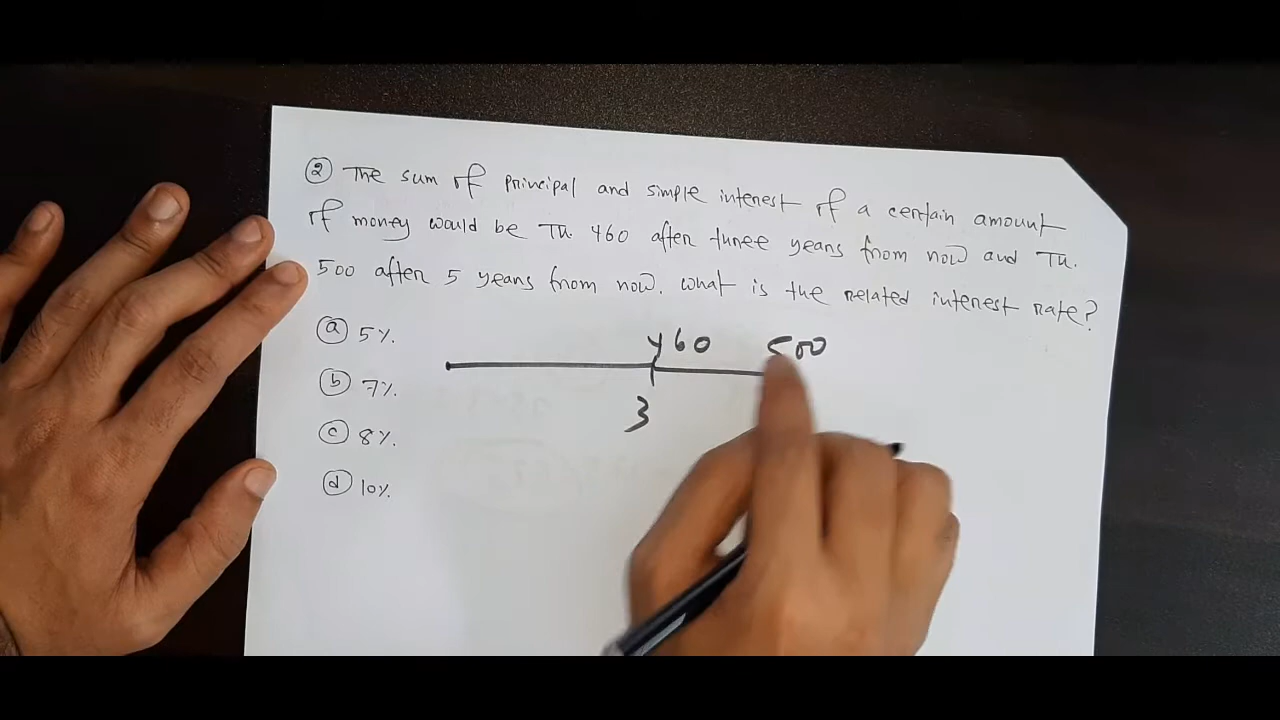 ② The sum of principal and simple interest of a certain amount
of money would be TK. 460 after three years from now and TK.
500 after 5 years from now. what is the related interest rate?
ⓐ 5%.
ⓑ 7%.
ⓒ 8%.
ⓓ 10%.
460 500
3